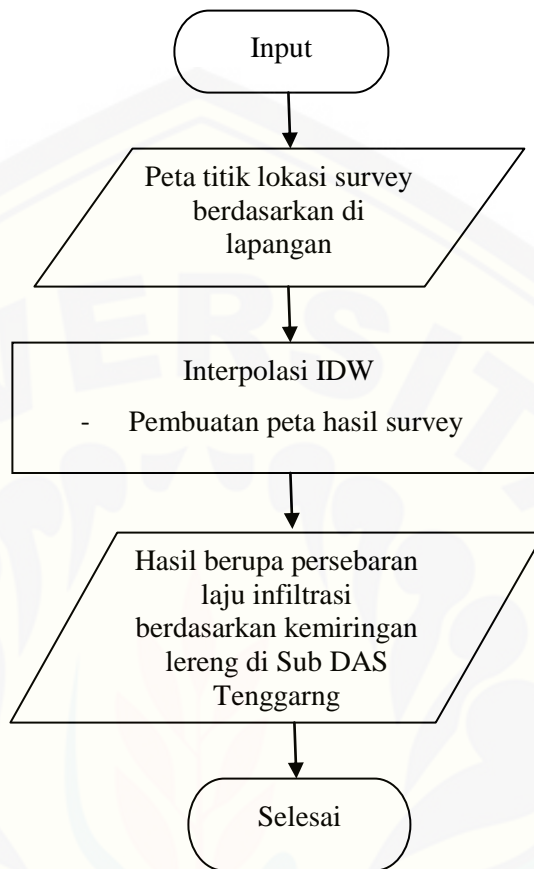 Input
Peta titik lokasi survey
berdasarkan di
lapangan
Interpolasi IDW
- Pembuatan peta hasil survey
Hasil berupa persebaran
laju infiltrasi
berdasarkan kemiringan
lereng di Sub DAS
Tenggarng
Selesai